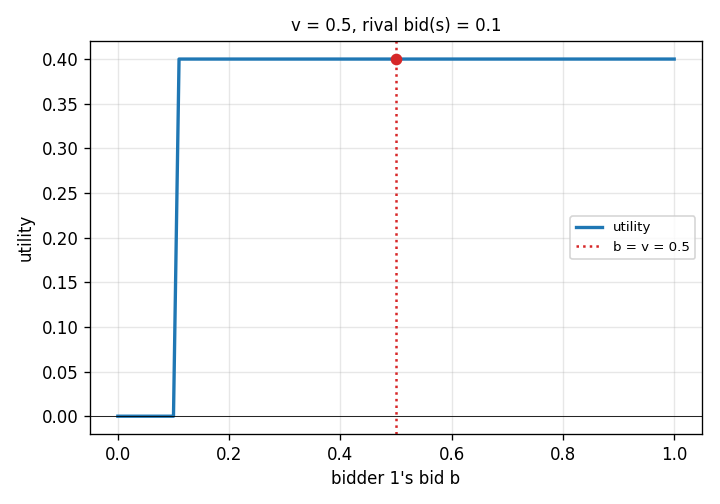 v = 0.5, rival bid(s) = 0.1
utility
0.40
0.35
0.30
0.25
0.20
0.15
0.10
0.05
0.00
utility
b = v = 0.5
0.0 0.2 0.4 0.6 0.8 1.0
bidder 1's bid b